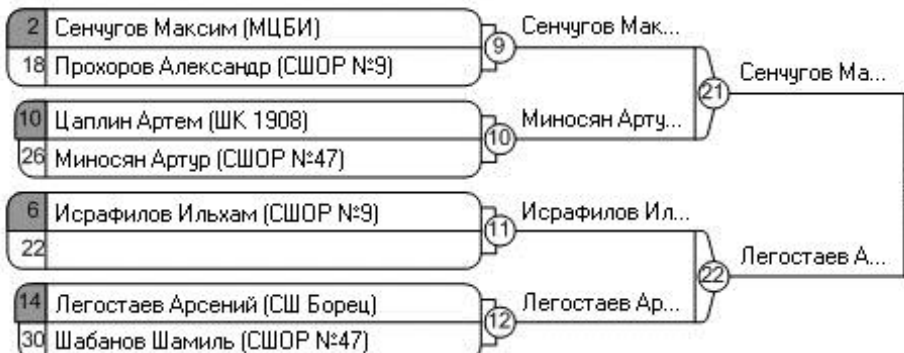 2 Сенчугов Максим (МЦБИ)
18 Прохоров Александр (СШОР №9)
9
Сенчугов Мак...
10 Цаплин Артем (ШК 1908)
26 Миносян Артур (СШОР №47)
10
Миносян Арту...
21
Сенчугов Ма...
6 Исрафилов Ильхам (СШОР №9)
22
11
Исрафилов Ил...
14 Легостаев Арсений (СШ Борец)
30 Шабанов Шамиль (СШОР №47)
12
Легостаев Ар...
22
Легостаев А...